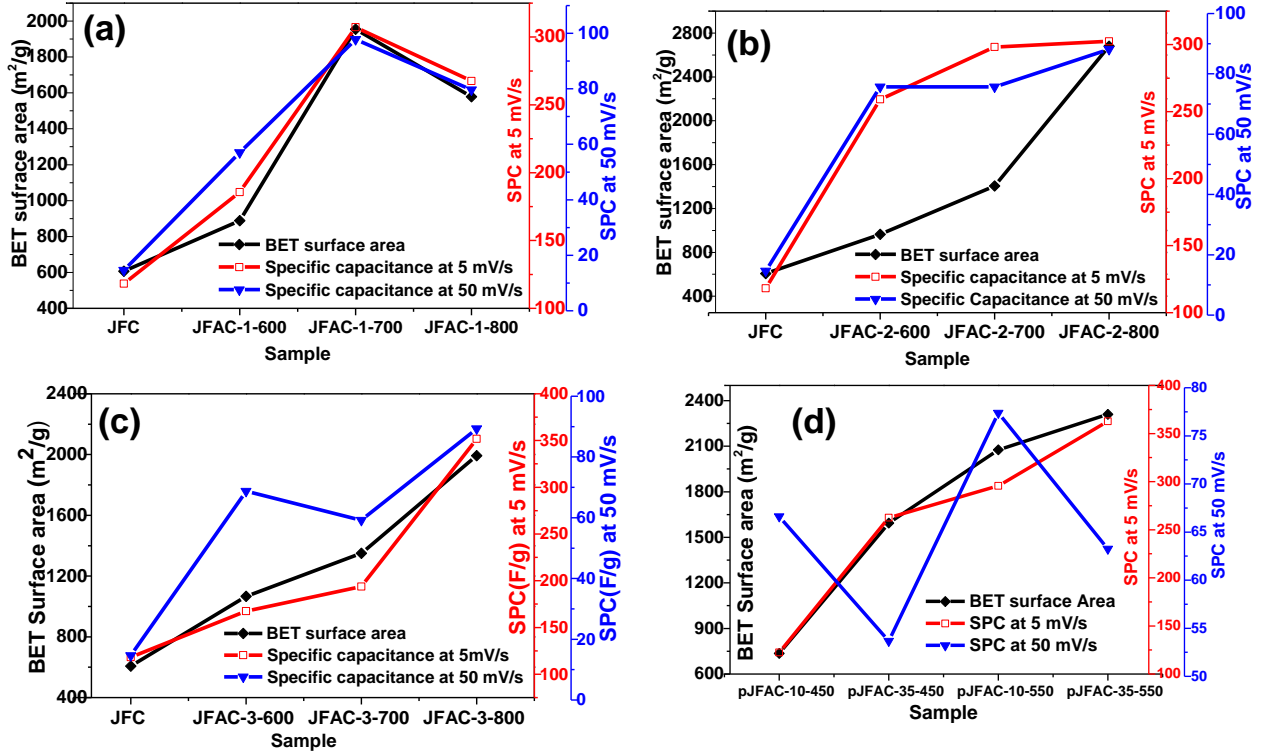 (a)
BET sufrface area (m²/g)
2000
1800
1600
1400
1200
1000
800
600
400
300
250
200
150
100
SPC at 5 mV/s
100
80
60
40
20
0
SPC at 50 mV/s
BET surface area
Specific capacitance at 5 mV/s
Specific capacitance at 50 mV/s
JFC JFAC-1-600 JFAC-1-700 JFAC-1-800
Sample
(b)
BET sufrace area (m²/g)
2800
2400
2000
1600
1200
800
400
300
250
200
150
100
SPC at 5 mV/s
100
80
60
40
20
0
SPC at 50 mV/s
BET surface area
Specific capacitance at 5 mV/s
Specific Capacitance at 50 mV/s
JFC JFAC-2-600 JFAC-2-700 JFAC-2-800
Sample
(c)
BET Surface area (m²/g)
2400
2000
1600
1200
800
400
400
350
300
250
200
150
100
SPC(F/g) at 5 mV/s
100
80
60
40
20
0
SPC(F/g) at 50 mV/s
BET surface area
Specific capacitance at 5mV/s
Specific capacitance at 50 mV/s
JFC JFAC-3-600 JFAC-3-700 JFAC-3-800
Sample
(d)
BET Surface area (m²/g)
2400
2100
1800
1500
1200
900
600
400
350
300
250
200
150
100
SPC at 5 mV/s
80
75
70
65
60
55
50
SPC at 50 mV/s
BET surface Area
SPC at 5 mV/s
SPC at 50 mV/s
pJFAC-10-450 pJFAC-35-450 pJFAC-10-550 pJFAC-35-550
Sample